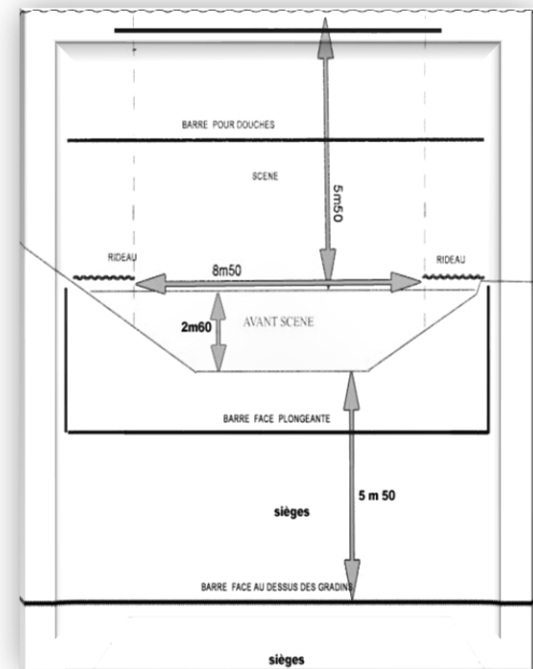 BARRE POUR DOUCHES
SCENE
5m50
RIDEAU
RIDEAU
8m50
2m60
AVANT SCENE
BARRE FACE PLONGEANTE
5 m 50
sièges
BARRE FACE AU DESSUS DES GRADINS
sièges